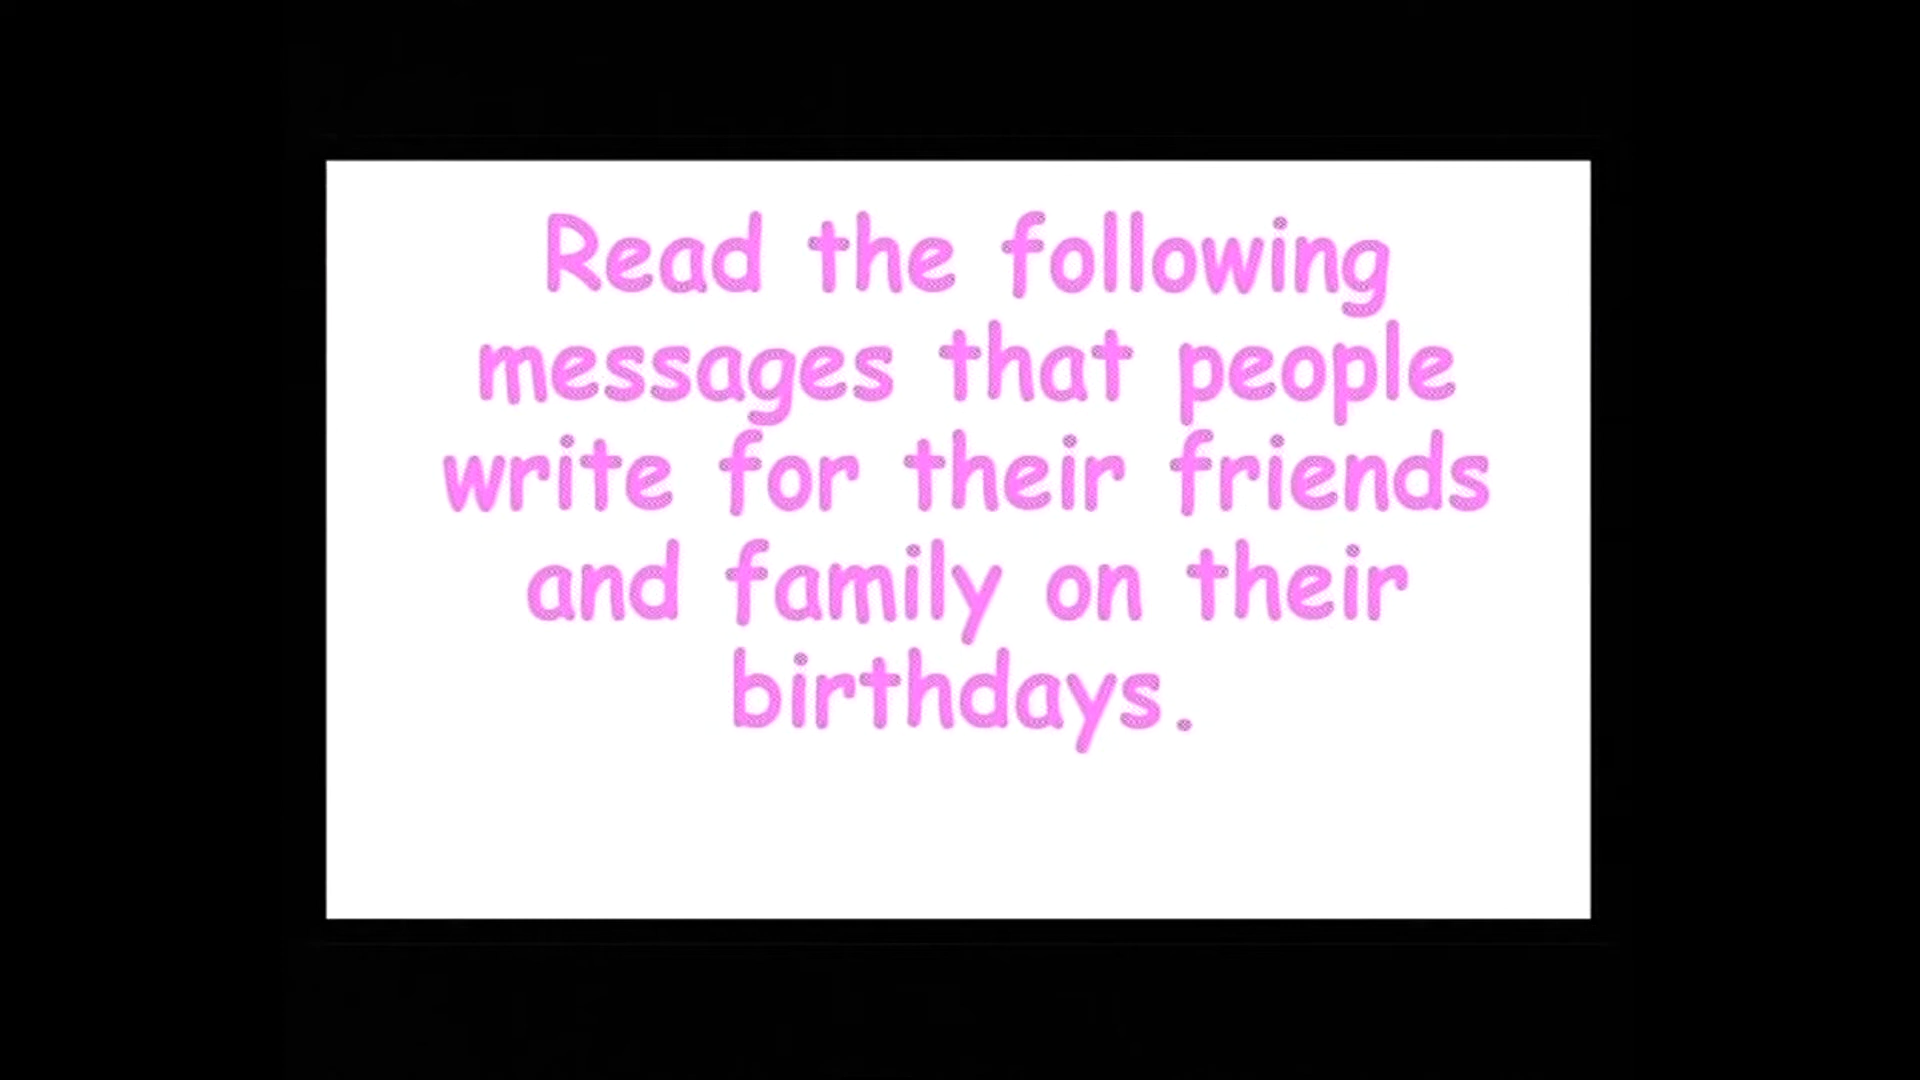 Read the following
messages that people
write for their friends
and family on their
birthdays.